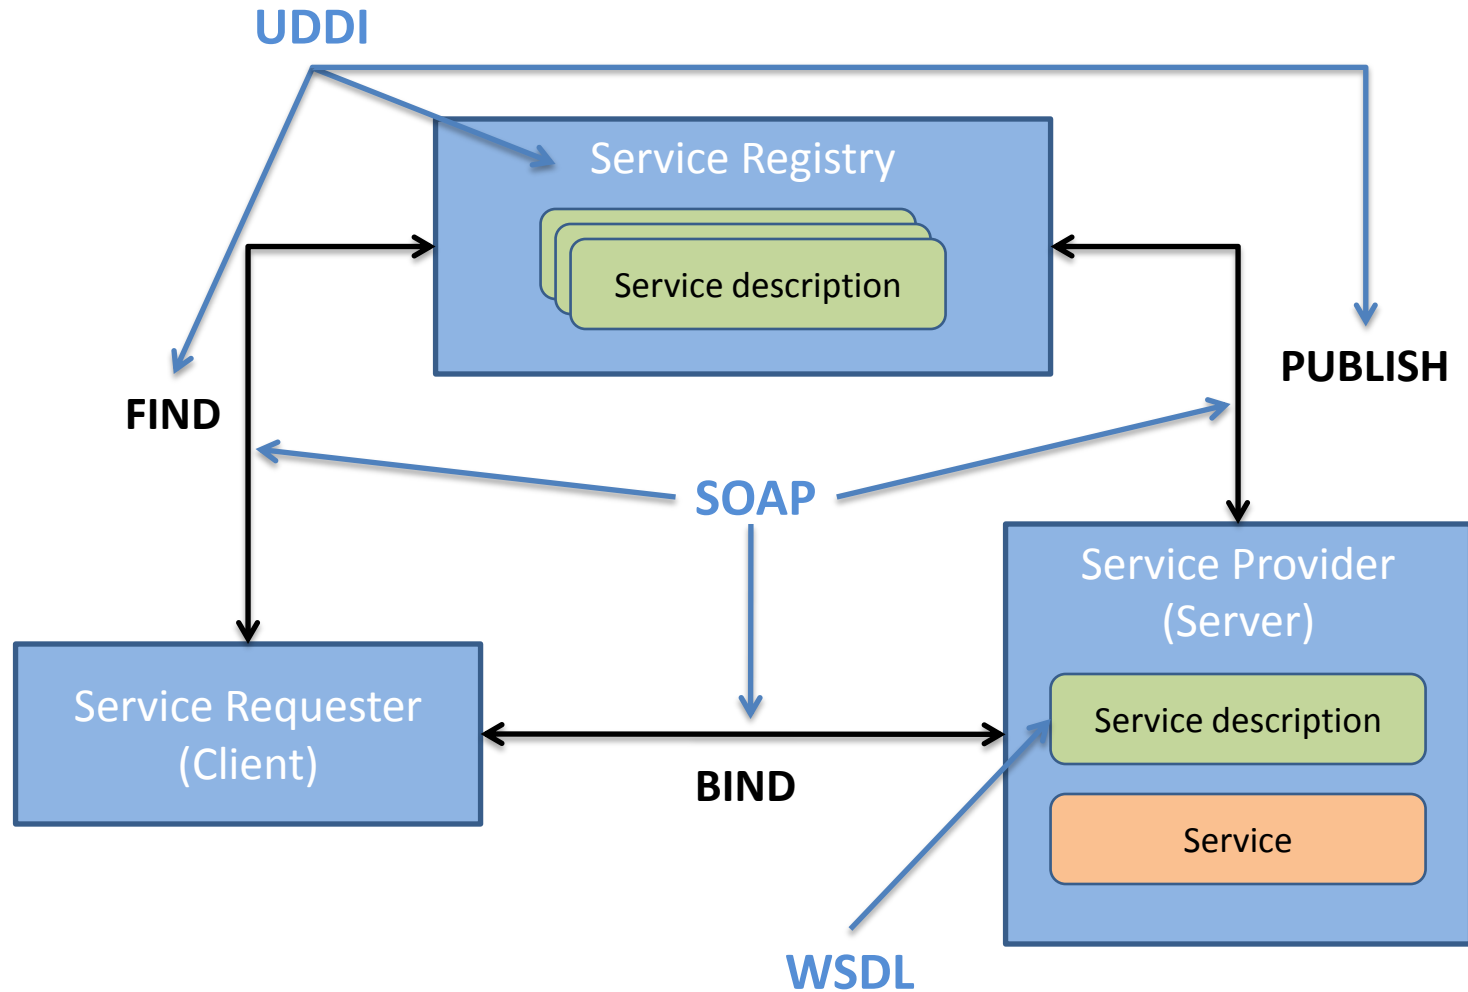 UDDI
Service Registry
Service description
PUBLISH
FIND
SOAP
Service Provider
(Server)
Service Requester
(Client)
Service description
BIND
Service
WSDL